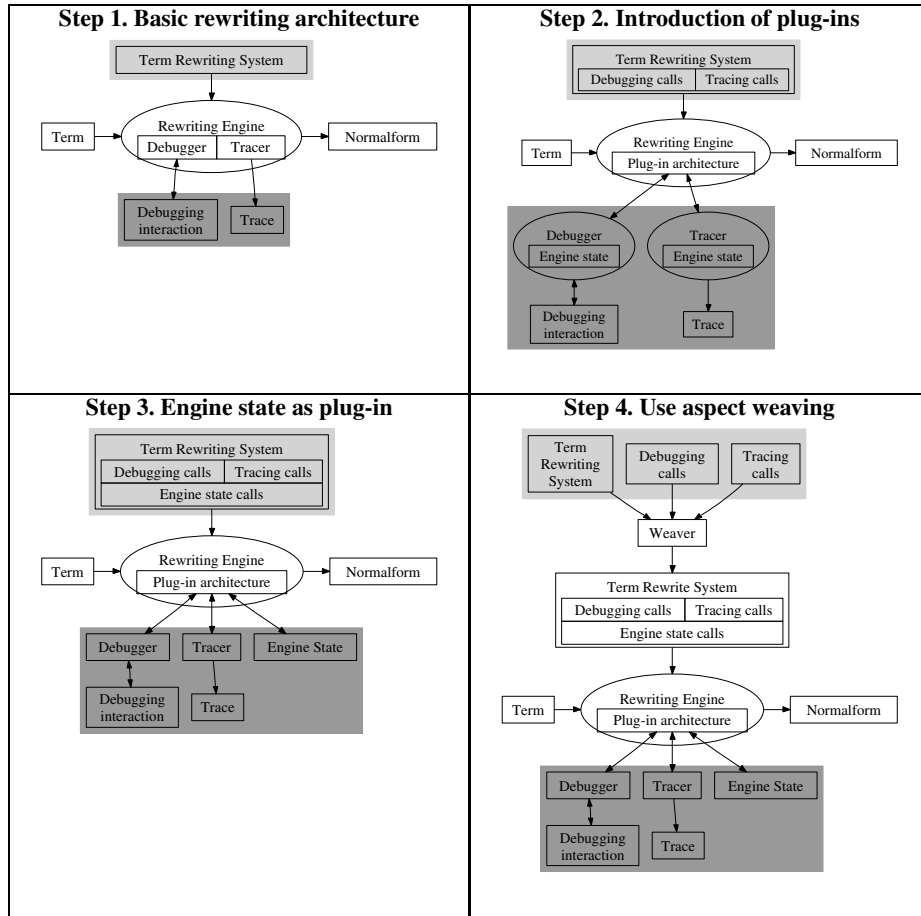 Step 1. Basic rewriting architecture
Term Rewriting System
Term
Rewriting Engine
Debugger
Tracer
Normalform
Debugging
interaction
Trace
Step 2. Introduction of plug-ins
Term Rewriting System
Debugging calls
Tracing calls
Term
Rewriting Engine
Plug-in architecture
Normalform
Debugger
Engine state
Tracer
Engine state
Debugging
interaction
Trace
Step 3. Engine state as plug-in
Term Rewriting System
Debugging calls
Tracing calls
Engine state calls
Term
Rewriting Engine
Plug-in architecture
Normalform
Debugger
Tracer
Engine State
Debugging
interaction
Trace
Step 4. Use aspect weaving
Term
Rewriting
System
Debugging
calls
Tracing
calls
Weaver
Term Rewrite System
Debugging calls
Tracing calls
Engine state calls
Term
Rewriting Engine
Plug-in architecture
Normalform
Debugger
Tracer
Engine State
Debugging
interaction
Trace